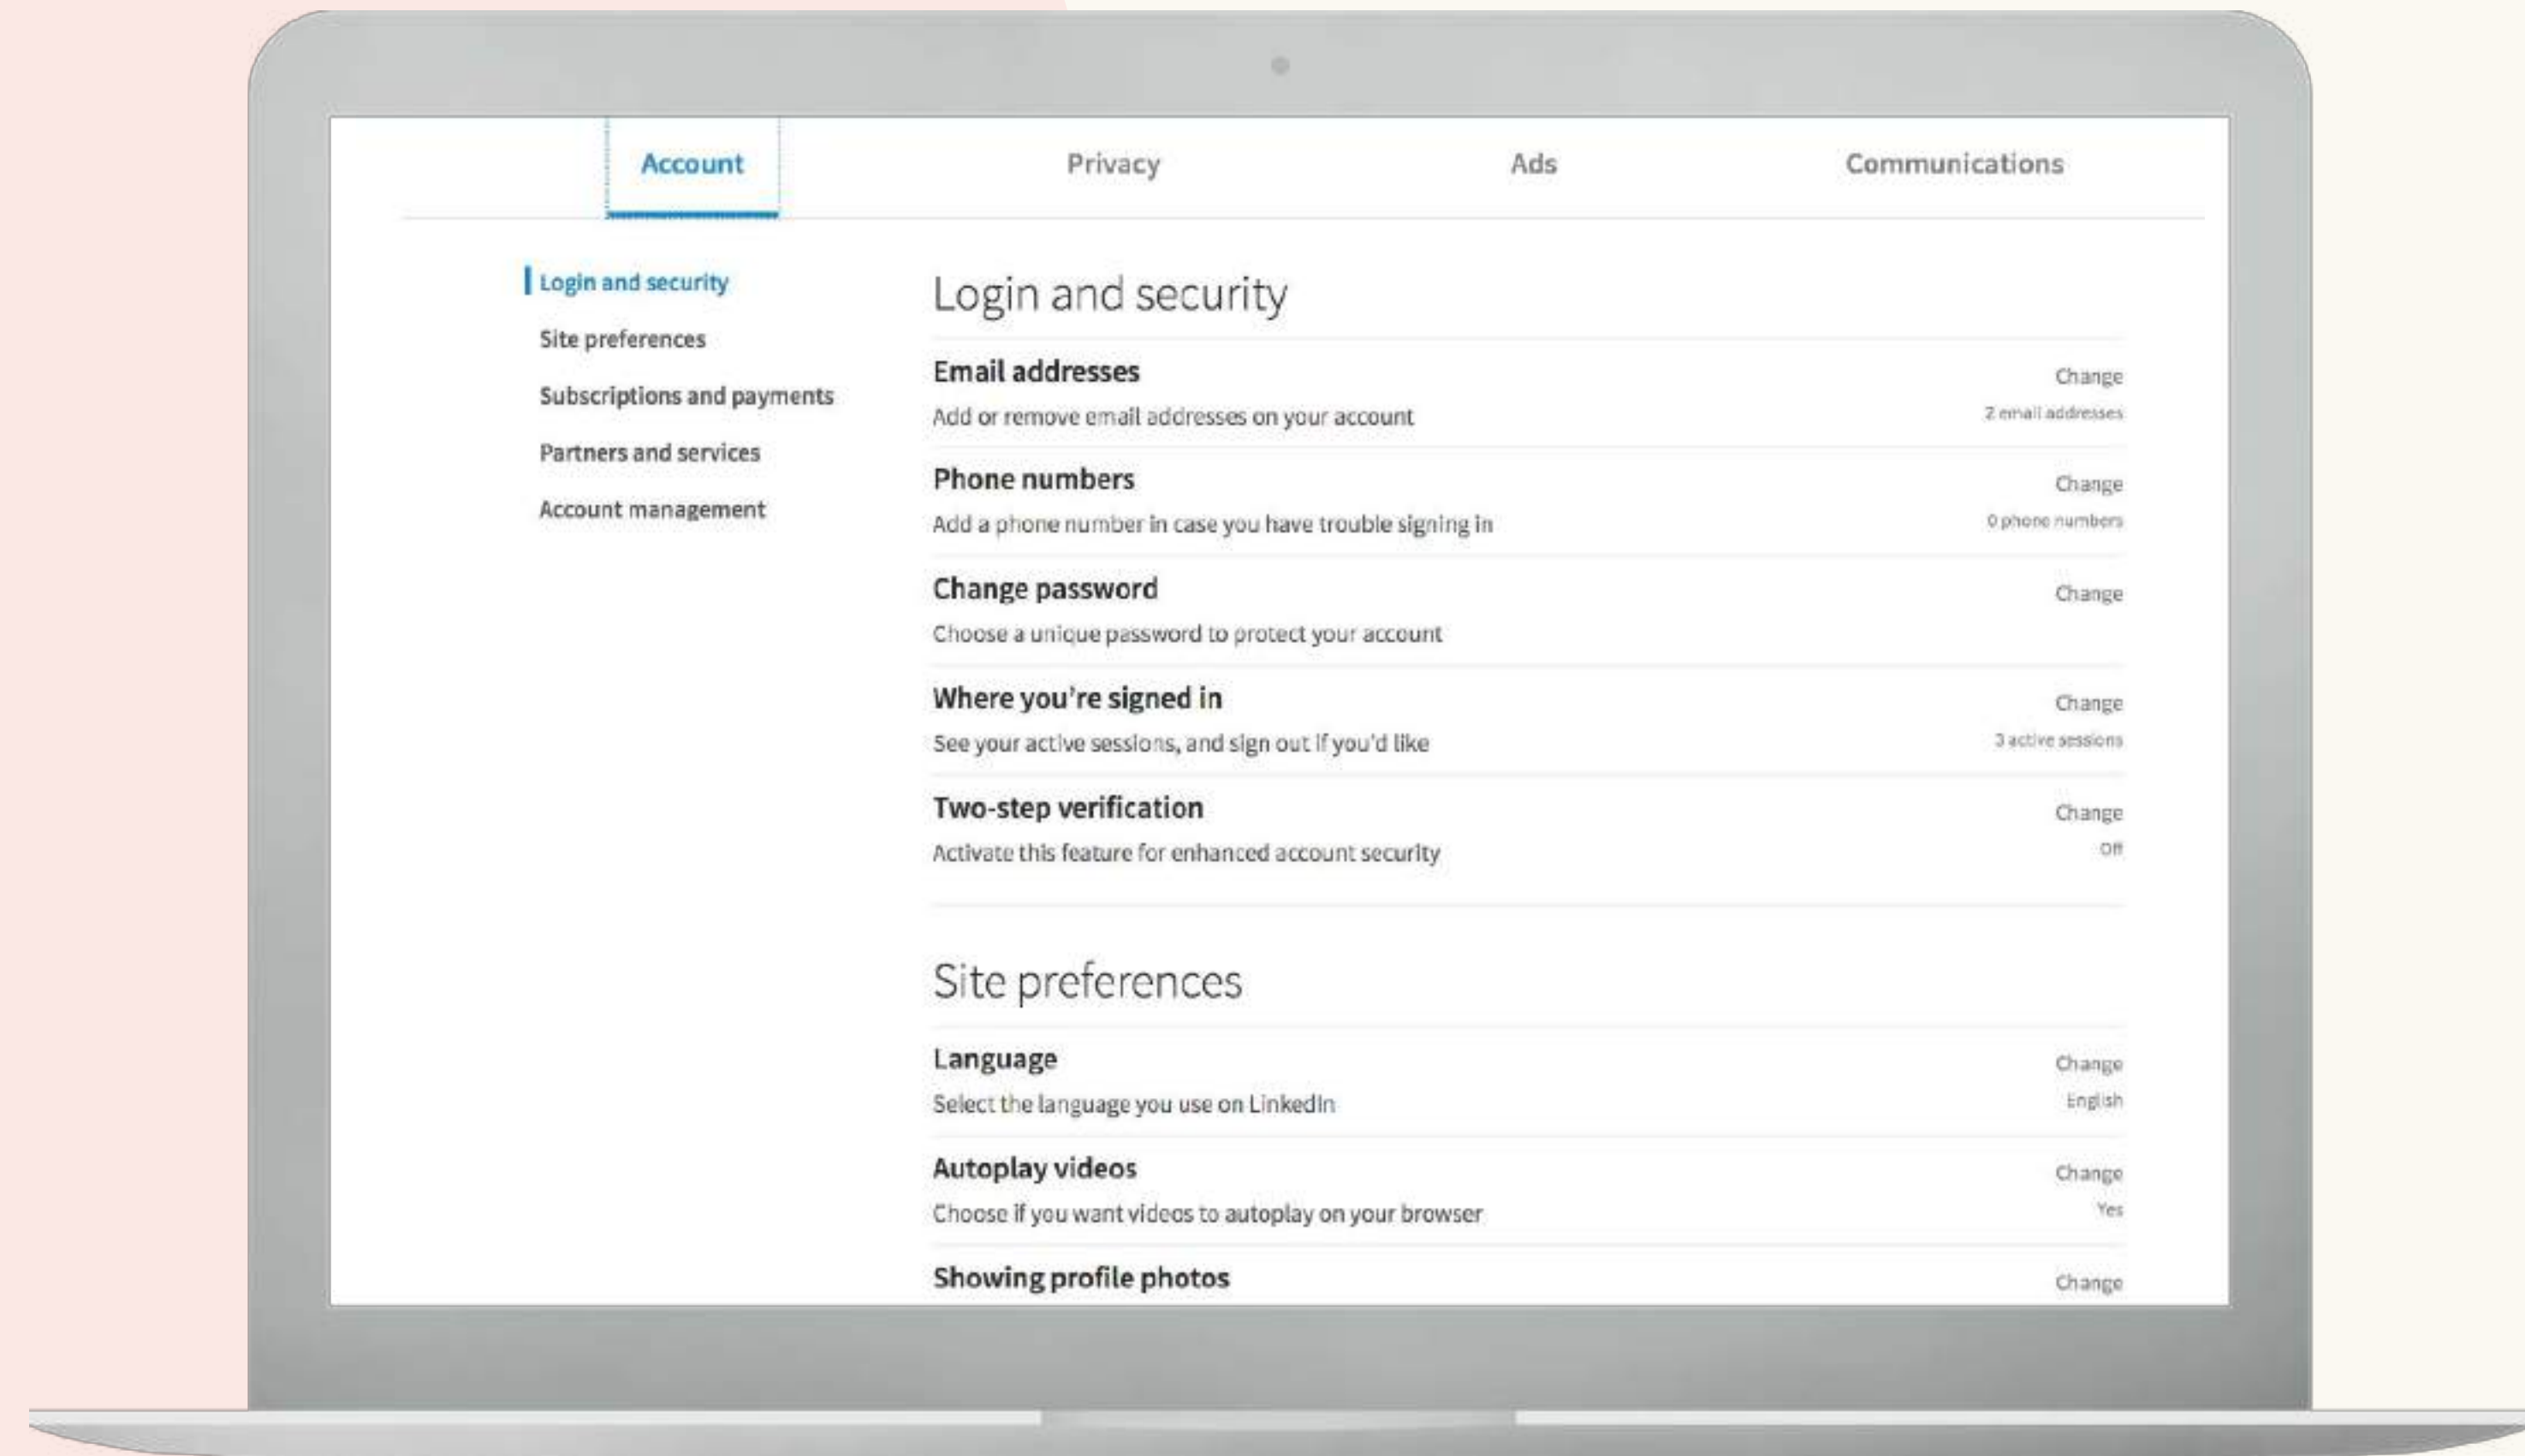 Account Privacy Ads Communications
Login and security
Site preferences
Subscriptions and payments
Partners and services
Account management
Login and security
Email addresses Change
Add or remove email addresses on your account 2 email addresses
Phone numbers Change
Add a phone number in case you have trouble signing in 0 phone numbers
Change password Change
Choose a unique password to protect your account
Where you're signed in Change
See your active sessions, and sign out if you'd like 3 active sessions
Two-step verification Change
Activate this feature for enhanced account security Off
Site preferences
Language Change
Select the language you use on LinkedIn English
Autoplay videos Change
Choose if you want videos to autoplay on your browser Yes
Showing profile photos Change